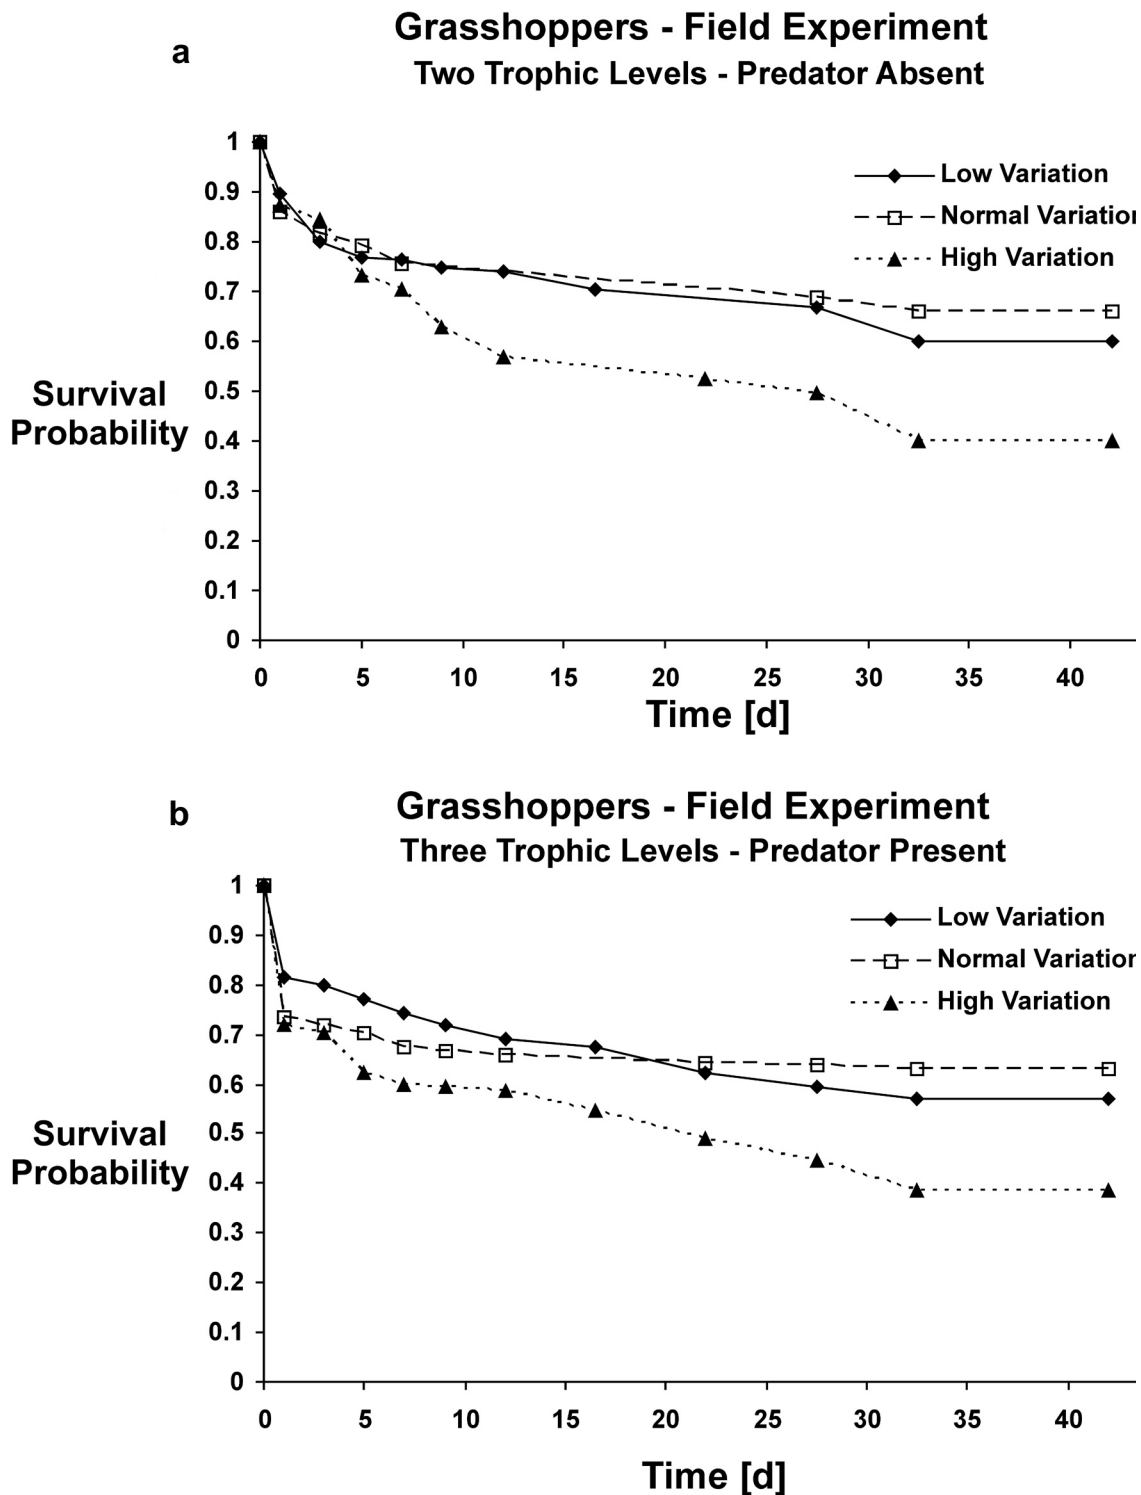 a
Grasshoppers - Field Experiment
Two Trophic Levels - Predator Absent
1
0.9
0.8
0.7
0.6
0.5
0.4
0.3
0.2
0.1
0
Low Variation
Normal Variation
High Variation
Survival
Probability
0 5 10 15 20 25 30 35 40
Time [d]
b
Grasshoppers - Field Experiment
Three Trophic Levels - Predator Present
1
0.9
0.8
0.7
0.6
0.5
0.4
0.3
0.2
0.1
0
Low Variation
Normal Variation
High Variation
Survival
Probability
0 5 10 15 20 25 30 35 40
Time [d]